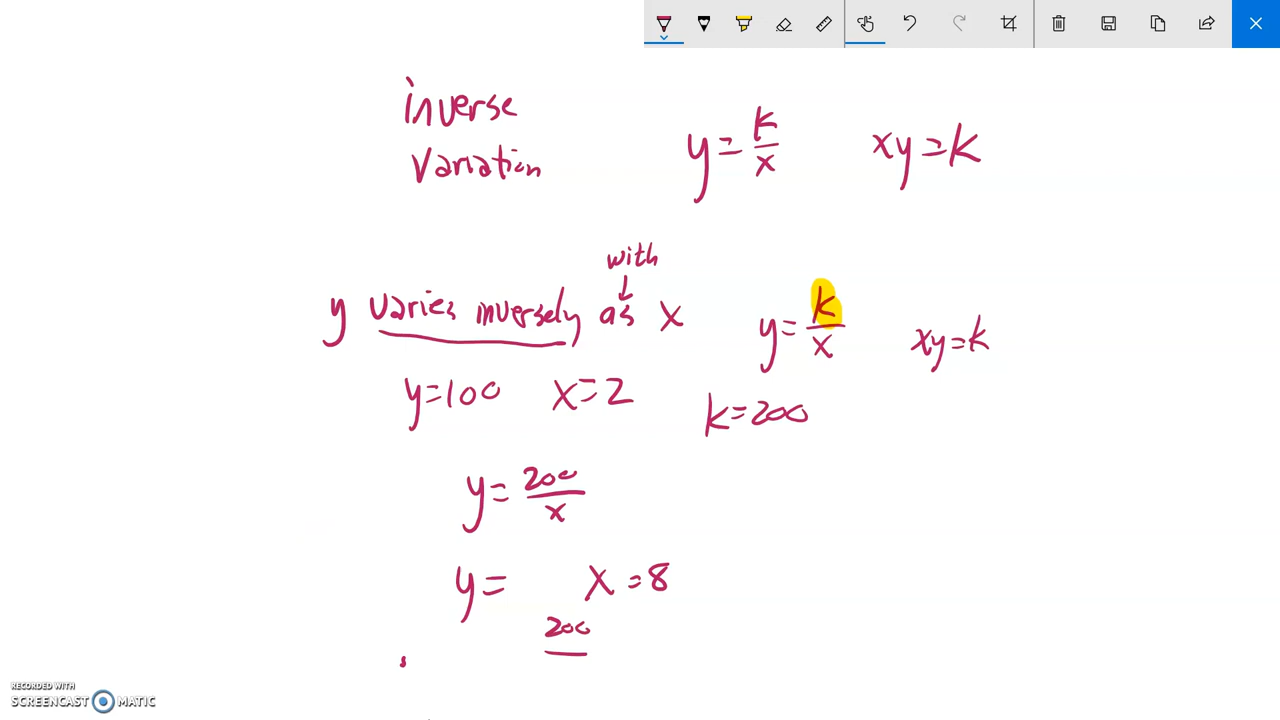 inverse
variation
y = k/x xy = k
with
↓
y varies inversely as x y = k/x xy = k
y = 100 x = 2 k = 200
y = 200/x
y = x = 8
200
RECORDED WITH
SCREENCAST MATIC